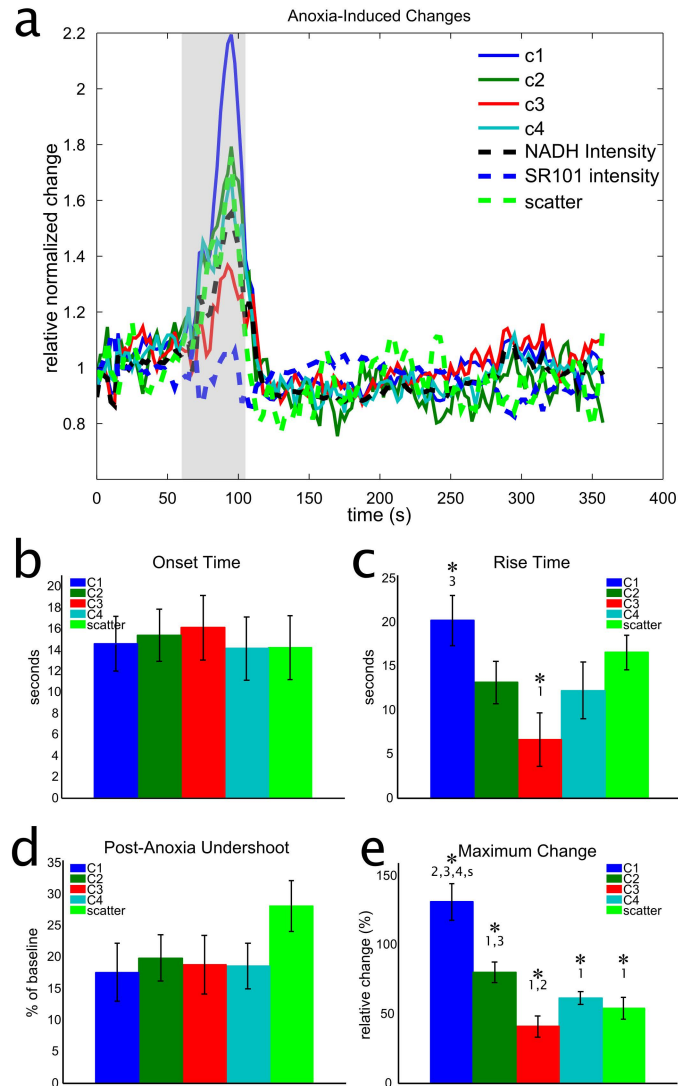 a
Anoxia-Induced Changes
relative normalized change
2.2
2
1.8
1.6
1.4
1.2
1
0.8
c1
c2
c3
c4
NADH Intensity
SR101 intensity
scatter
0 50 100 150 200 250 300 350 400
time (s)
b
Onset Time
seconds
20
18
16
14
12
10
8
6
4
2
0
C1
C2
C3
C4
scatter
c
Rise Time
seconds
25
20
15
10
5
0
* 
3
*
1
C1
C2
C3
C4
scatter
d
Post-Anoxia Undershoot
% of baseline
35
30
25
20
15
10
5
0
C1
C2
C3
C4
scatter
e
Maximum Change
relative change (%)
150
100
50
0
*
2,3,4,s
*
1,3
*
1,2
*
1
*
1
C1
C2
C3
C4
scatter